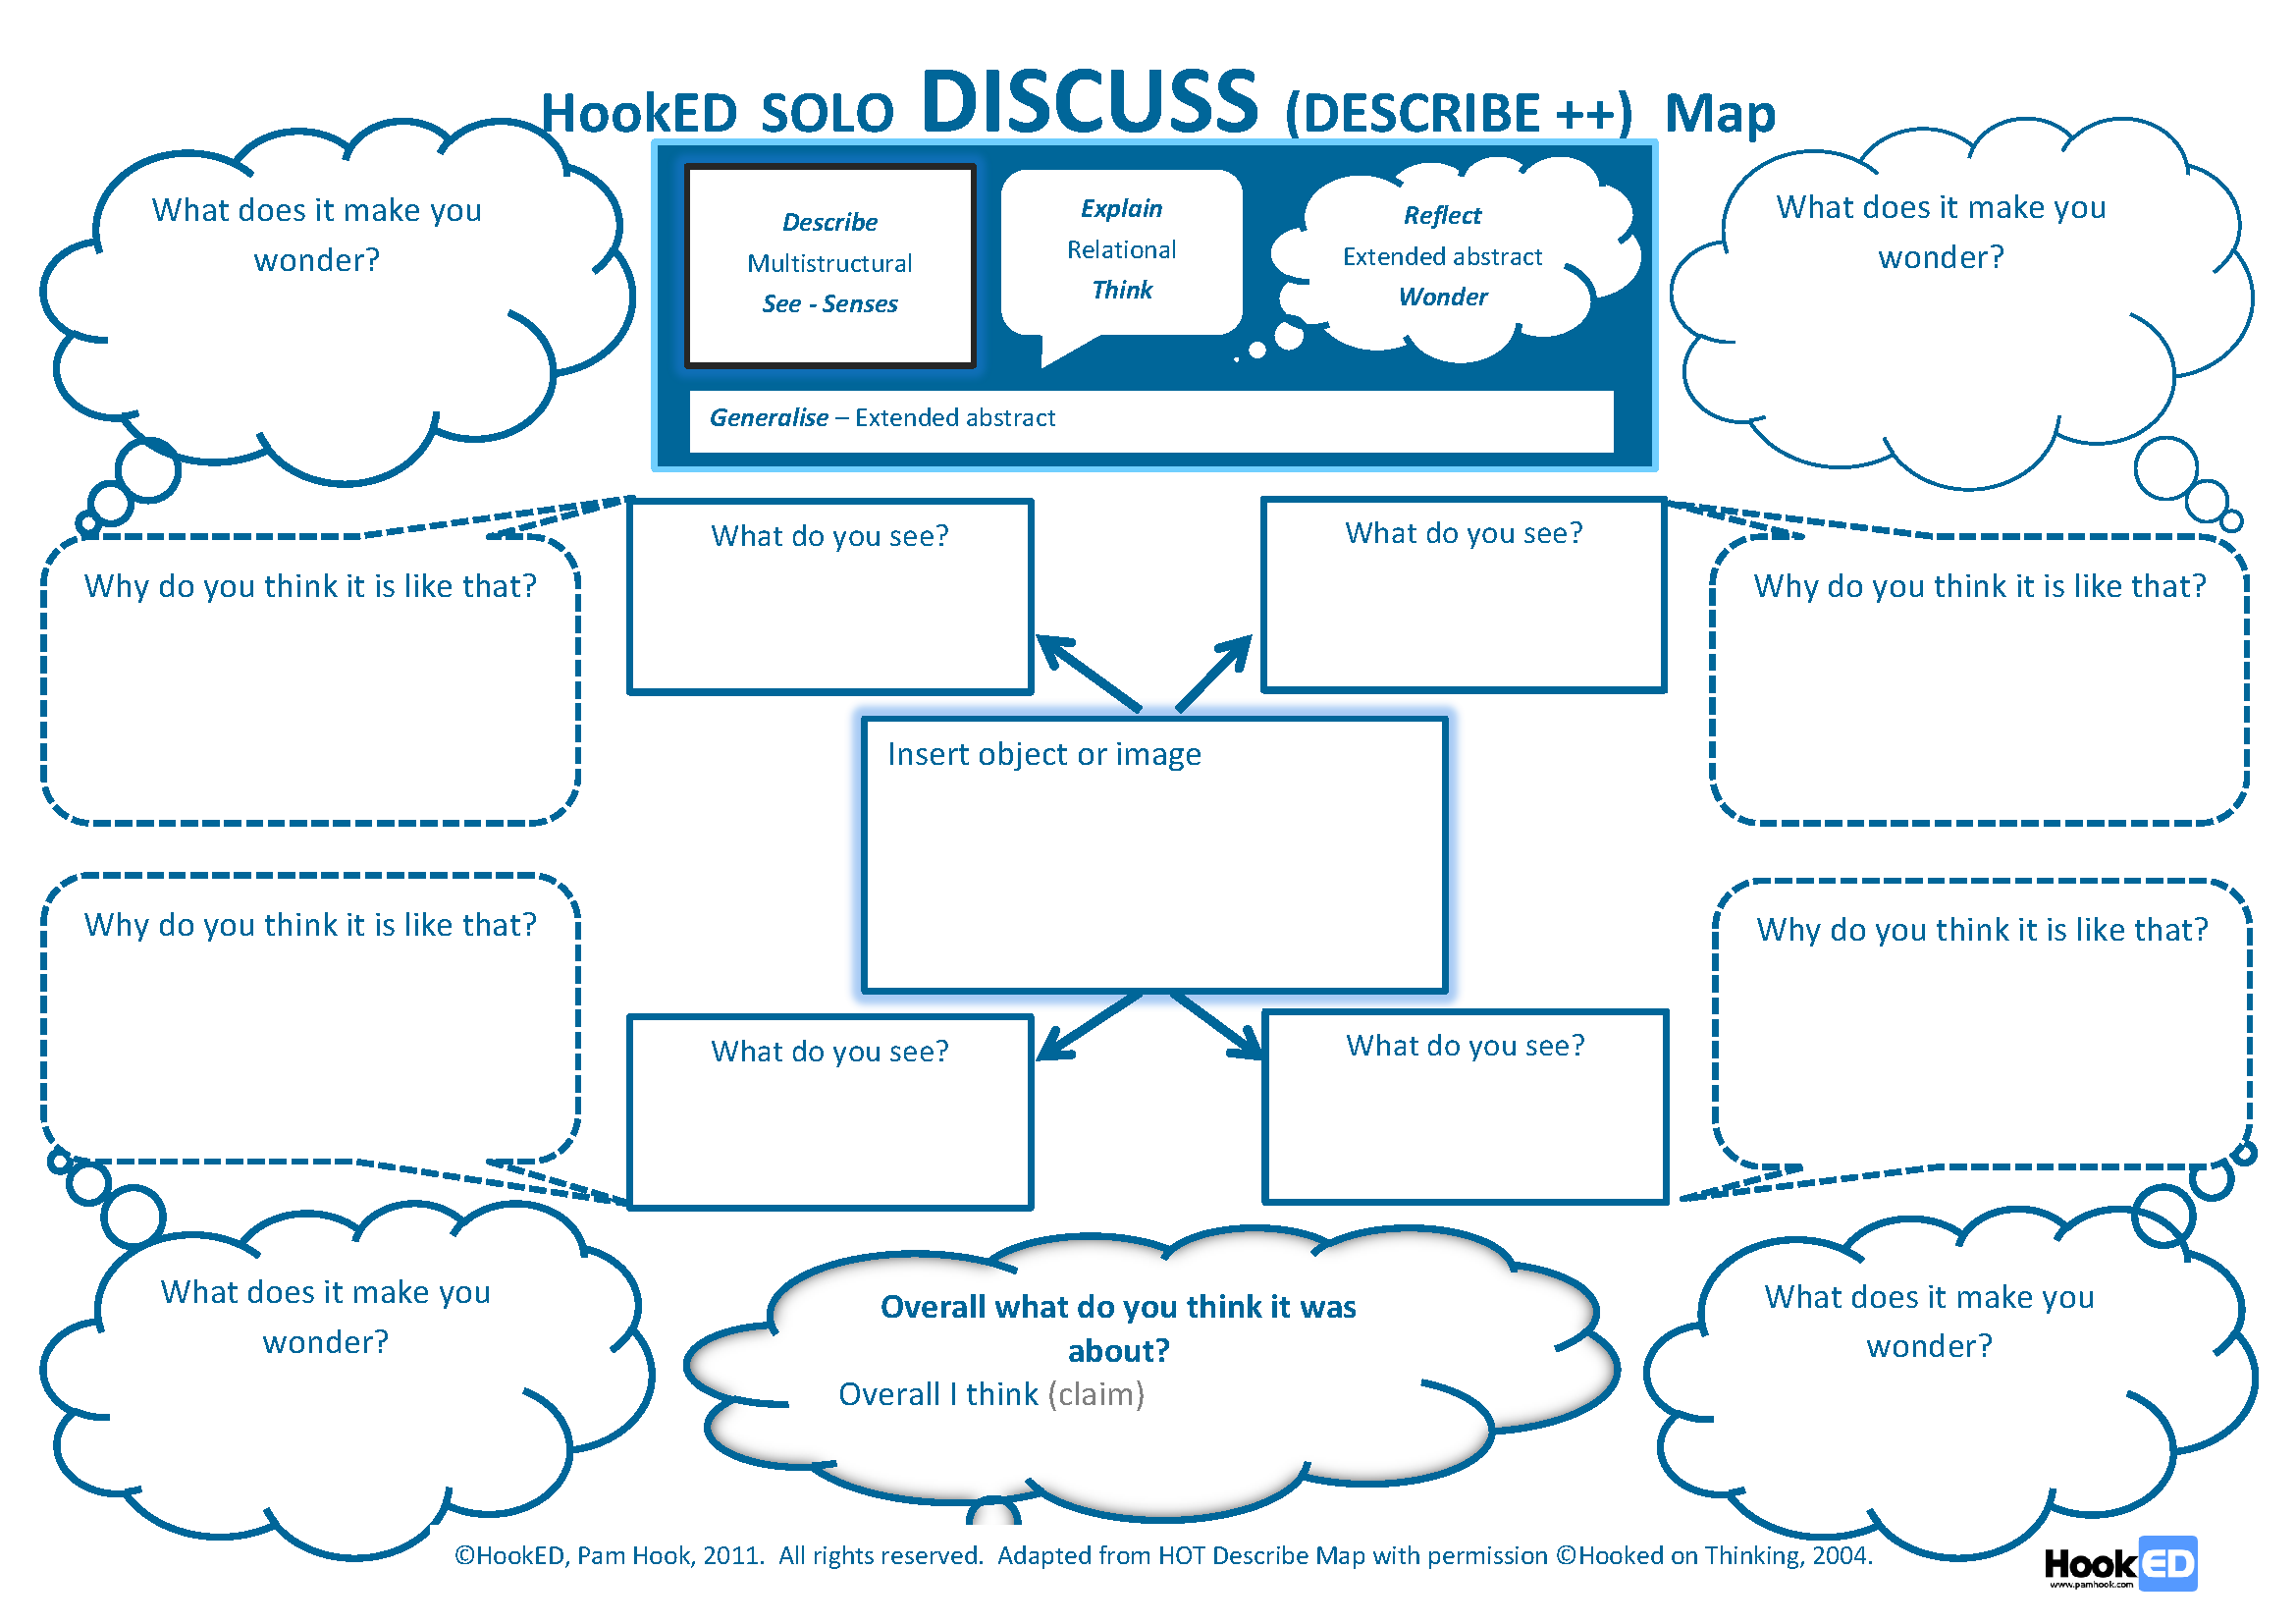 HookED SOLO DISCUSS (DESCRIBE ++) Map
What does it make you
wonder?
Describe
Multistructural
See - Senses
Explain
Relational
Think
Reflect
Extended abstract
Wonder
Generalise – Extended abstract
What does it make you
wonder?
Why do you think it is like that?
What do you see?
What do you see?
Why do you think it is like that?
Insert object or image
Why do you think it is like that?
What do you see?
What do you see?
Why do you think it is like that?
What does it make you
wonder?
Overall what do you think it was
about?
Overall I think (claim)
What does it make you
wonder?
©HookED, Pam Hook, 2011. All rights reserved. Adapted from HOT Describe Map with permission ©Hooked on Thinking, 2004.
HookED
www.pamhook.com